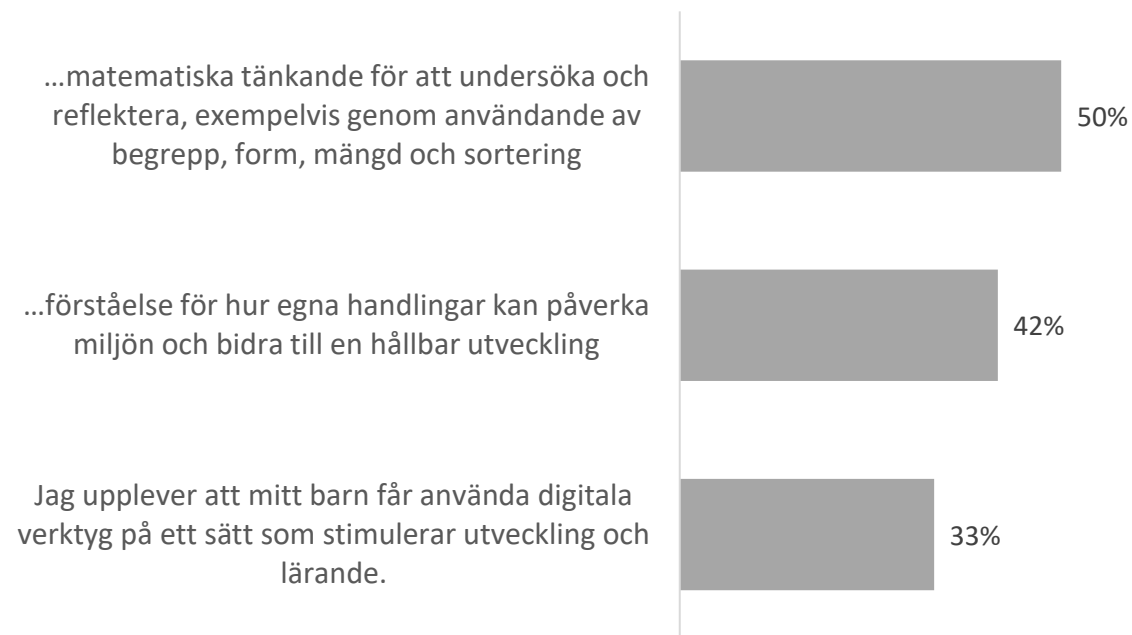 …matematiska tänkande för att undersöka och
reflektera, exempelvis genom användande av
begrepp, form, mängd och sortering
50%
…förståelse för hur egna handlingar kan påverka
miljön och bidra till en hållbar utveckling
42%
Jag upplever att mitt barn får använda digitala
verktyg på ett sätt som stimulerar utveckling och
lärande.
33%